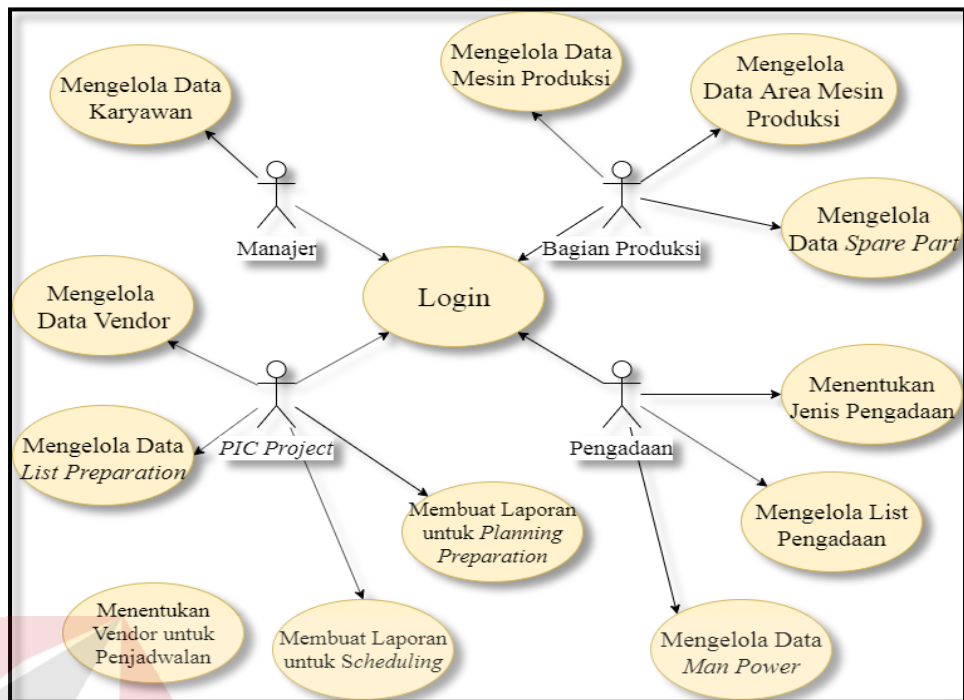 Mengelola Data
Karyawan
Mengelola Data
Mesin Produksi
Mengelola
Data Area Mesin
Produksi
Manajer
Bagian Produksi
Mengelola
Data Spare Part
Login
Mengelola
Data Vendor
Menentukan
Jenis Pengadaan
Mengelola Data
List Preparation
PIC Project
Pengadaan
Membuat Laporan
untuk Planning
Preparation
Mengelola List
Pengadaan
Menentukan
Vendor untuk
Penjadwalan
Membuat Laporan
untuk Scheduling
Mengelola Data
Man Power